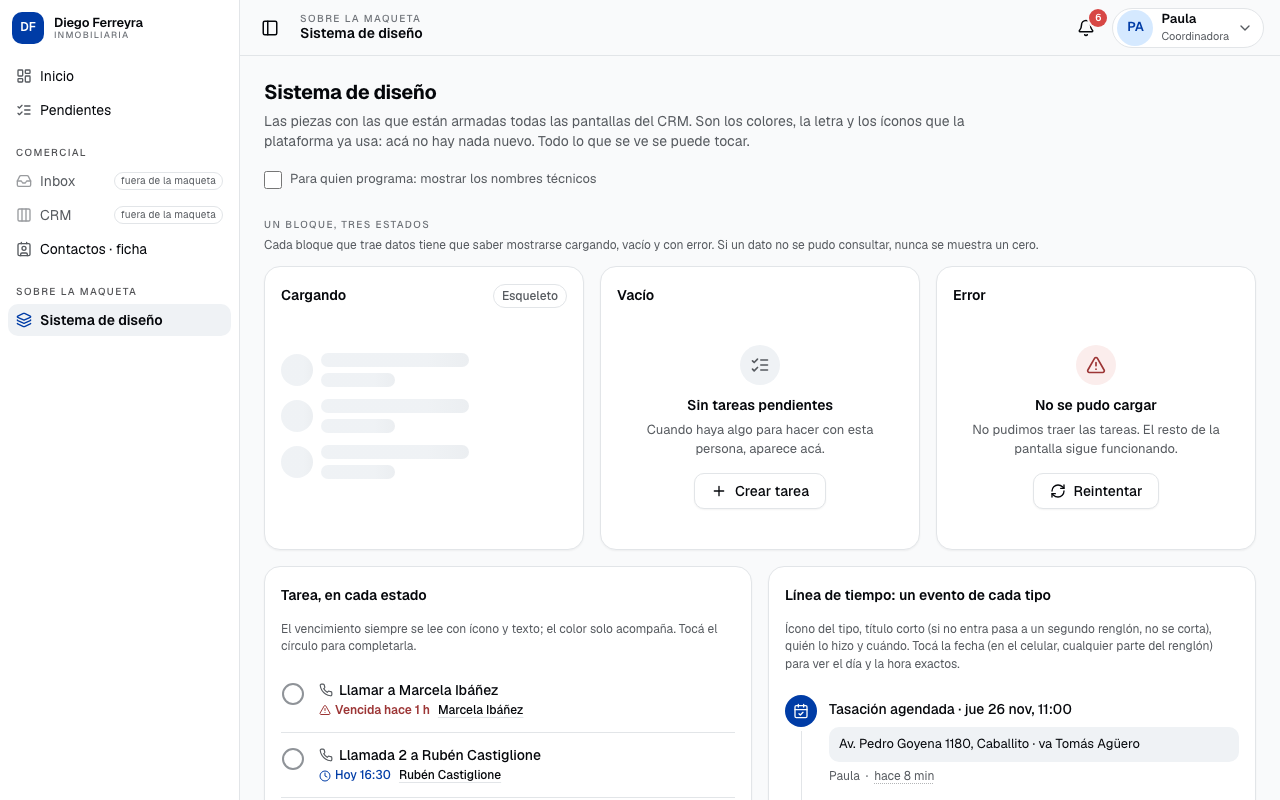 DF
Diego Ferreyra
INMOBILIARIA
Inicio
Pendientes
COMERCIAL
Inbox
fuera de la maqueta
CRM
fuera de la maqueta
Contactos · ficha
SOBRE LA MAQUETA
Sistema de diseño
SOBRE LA MAQUETA
Sistema de diseño
6
PA
Paula
Coordinadora
Sistema de diseño
Las piezas con las que están armadas todas las pantallas del CRM. Son los colores, la letra y los íconos que la
plataforma ya usa: acá no hay nada nuevo. Todo lo que se ve se puede tocar.
Para quien programa: mostrar los nombres técnicos
UN BLOQUE, TRES ESTADOS
Cada bloque que trae datos tiene que saber mostrarse cargando, vacío y con error. Si un dato no se pudo consultar, nunca se muestra un cero.
Cargando
Esqueleto
Vacío
Sin tareas pendientes
Cuando haya algo para hacer con esta
persona, aparece acá.
Crear tarea
Error
No se pudo cargar
No pudimos traer las tareas. El resto de la
pantalla sigue funcionando.
Reintentar
Tarea, en cada estado
El vencimiento siempre se lee con ícono y texto; el color solo acompaña. Tocá el
círculo para completarla.
Llamar a Marcela Ibáñez
Vencida hace 1 h Marcela Ibáñez
Llamada 2 a Rubén Castiglione
Hoy 16:30 Rubén Castiglione
Línea de tiempo: un evento de cada tipo
Ícono del tipo, título corto (si no entra pasa a un segundo renglón, no se corta),
quién lo hizo y cuándo. Tocá la fecha (en el celular, cualquier parte del renglón)
para ver el día y la hora exactos.
Tasación agendada · jue 26 nov, 11:00
Av. Pedro Goyena 1180, Caballito · va Tomás Agüero
Paula · hace 8 min